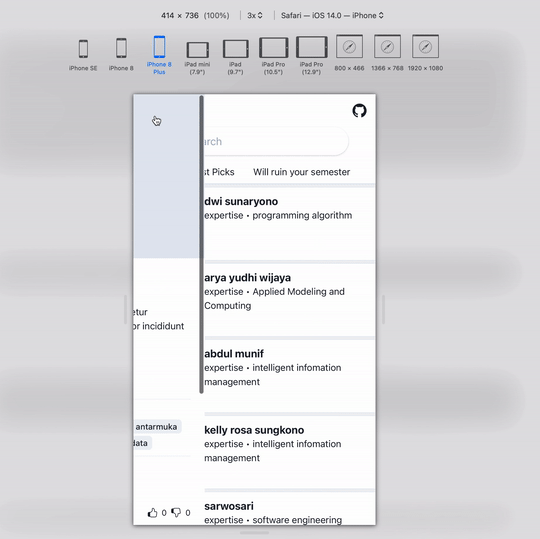 414 × 736 (100%) 3x Safari — iOS 14.0 — iPhone
iPhone SE iPhone 8 iPhone 8 Plus iPad mini (7.9") iPad (9.7") iPad Pro (10.5") iPad Pro (12.9") 800 × 466 1366 × 768 1920 × 1080
arch
st Picks Will ruin your semester
dwi sunaryono
expertise • programming algorithm
arya yudhi wijaya
expertise • Applied Modeling and
Computing
etur
or incididunt
abdul munif
expertise • intelligent infomation
management
antarmuka
data
kelly rosa sungkono
expertise • intelligent infomation
management
sarwosari
expertise • software engineering
0 0